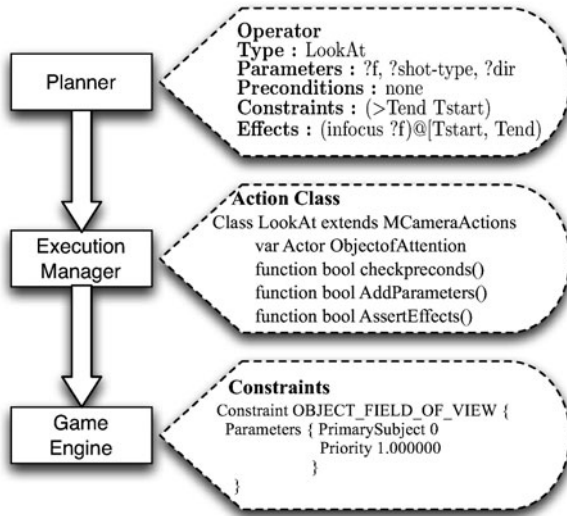 Planner
Operator
Type : LookAt
Parameters : ?f, ?shot-type, ?dir
Preconditions : none
Constraints : (>Tend Tstart)
Effects : (infocus ?f)@[Tstart, Tend)
Execution
Manager
Action Class
Class LookAt extends MCameraActions
var Actor ObjectofAttention
function bool checkpreconds()
function bool AddParameters()
function bool AssertEffects()
Game
Engine
Constraints
Constraint OBJECT_FIELD_OF_VIEW {
Parameters { PrimarySubject 0
Priority 1.000000
}
}